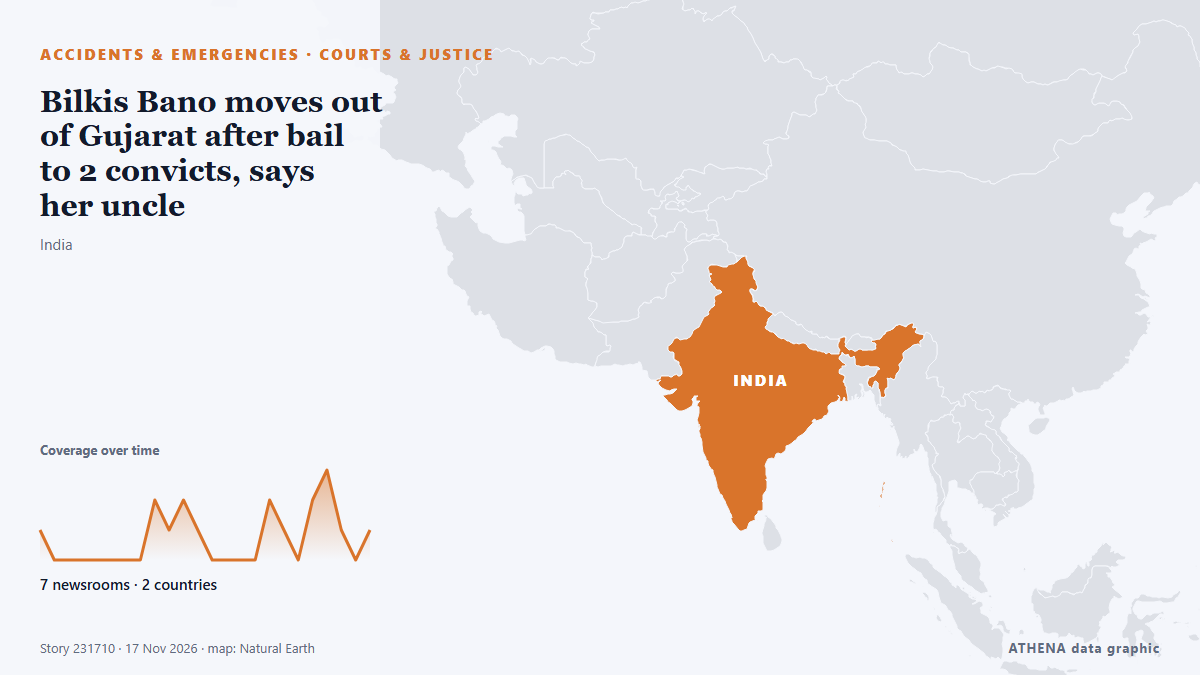 ACCIDENTS & EMERGENCIES · COURTS & JUSTICE
Bilkis Bano moves out
of Gujarat after bail
to 2 convicts, says
her uncle
India
INDIA
Coverage over time
7 newsrooms · 2 countries
Story 231710 · 17 Nov 2026 · map: Natural Earth
ATHENA data graphic